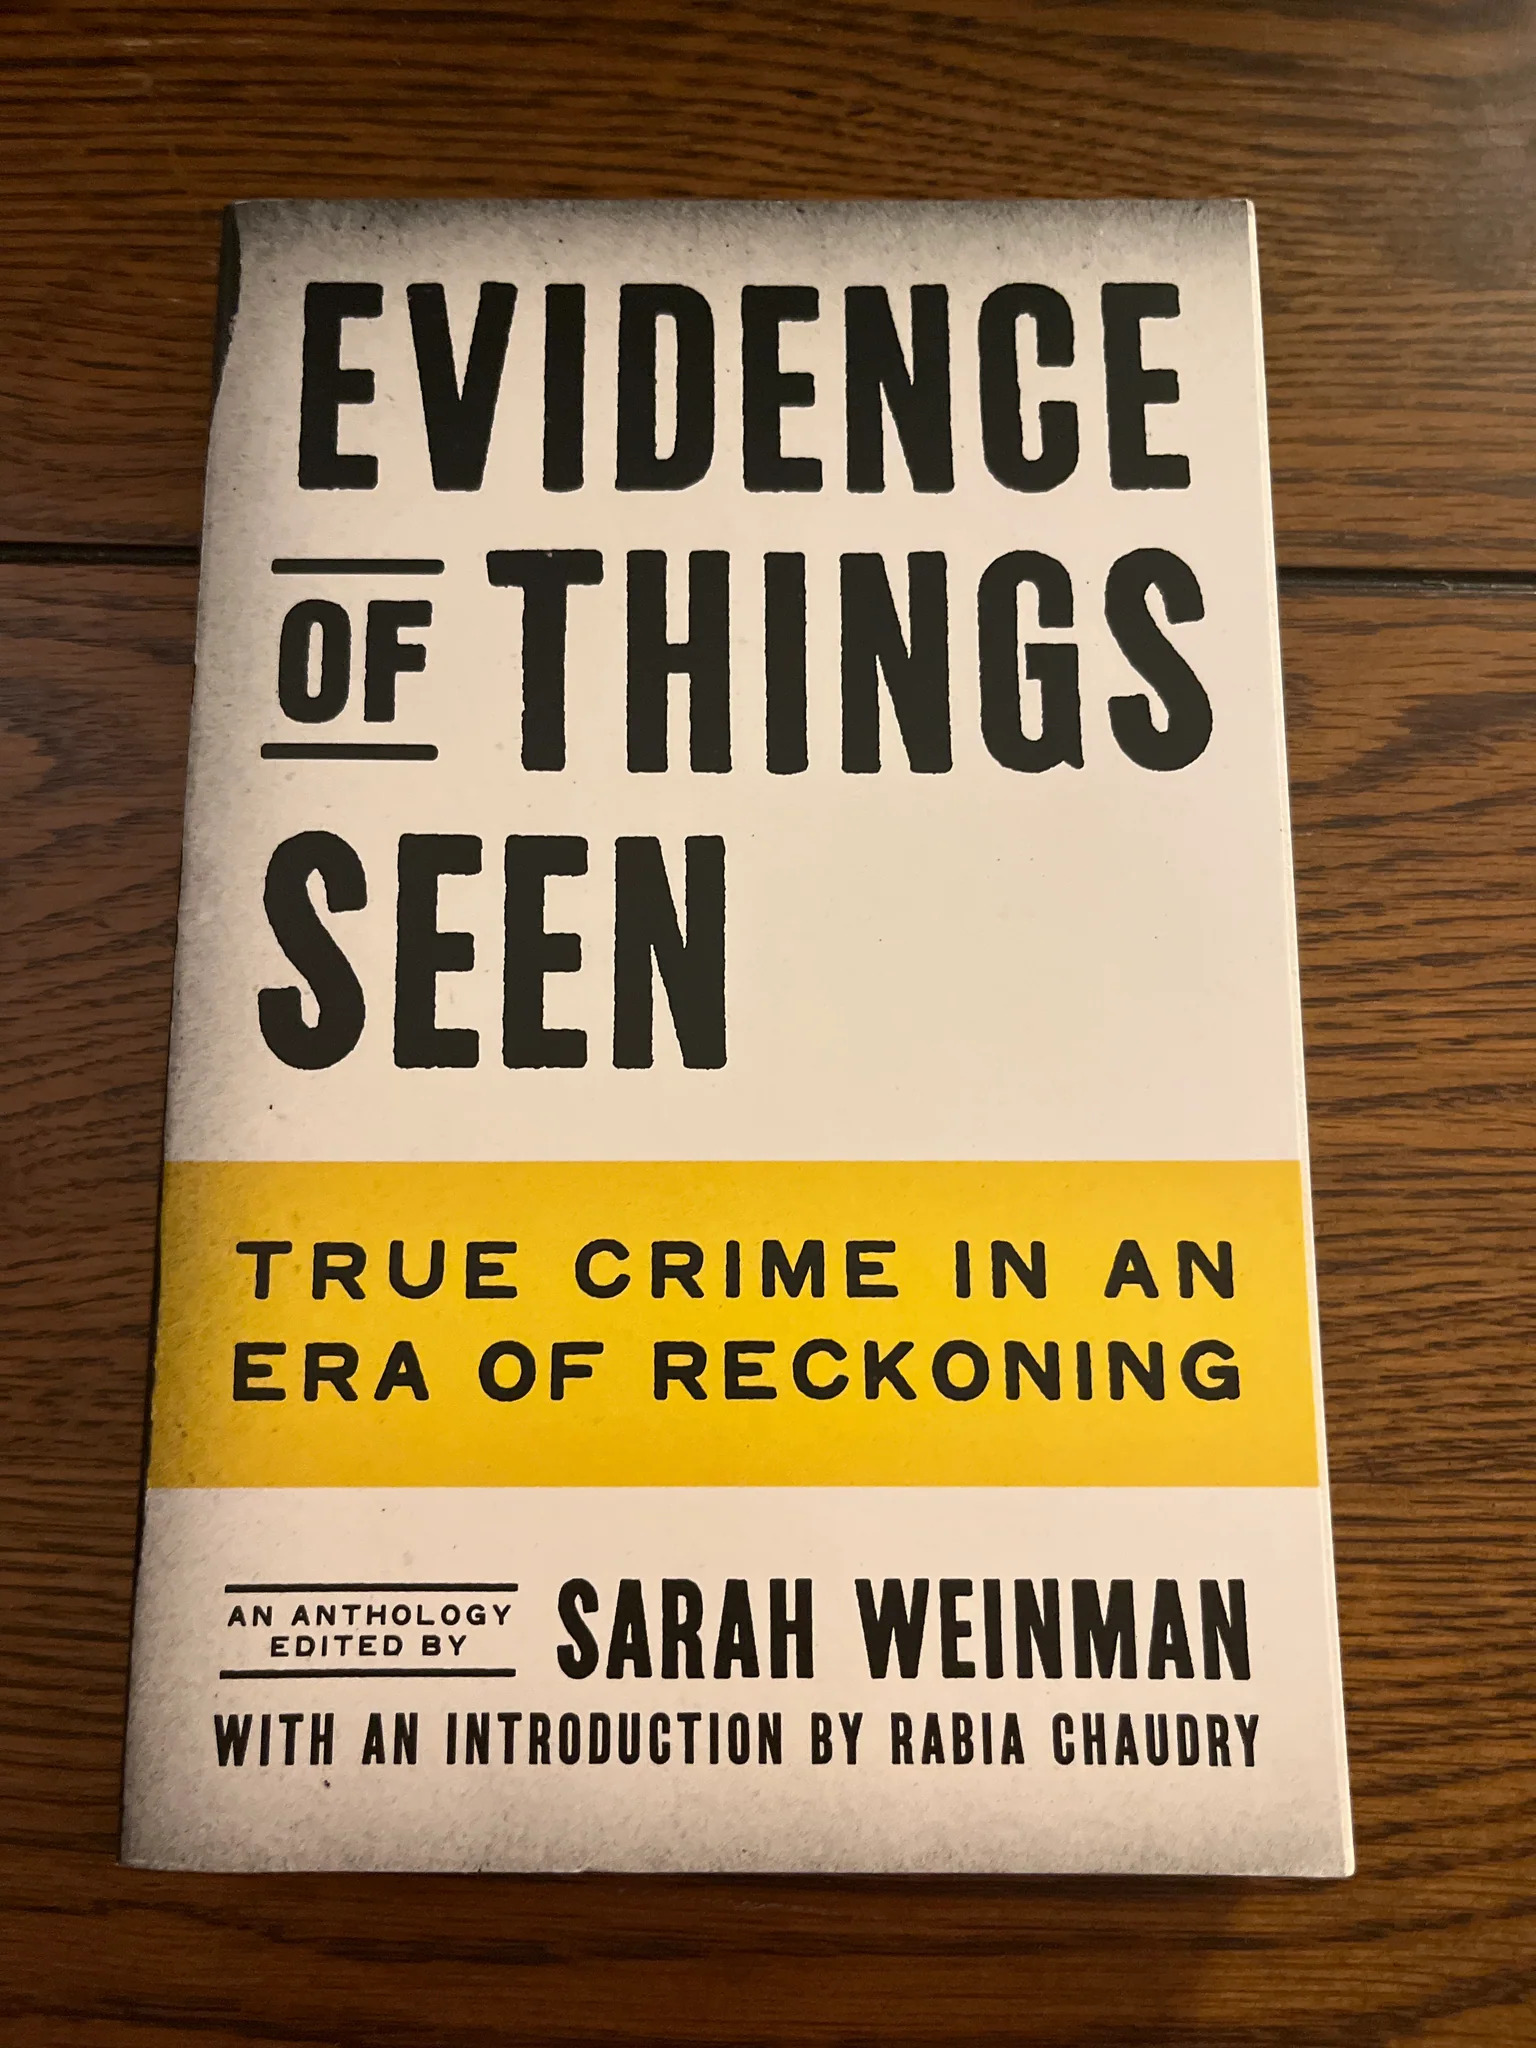 EVIDENCE
OF THINGS
SEEN
TRUE CRIME IN AN
ERA OF RECKONING
AN ANTHOLOGY
EDITED BY
SARAH WEINMAN
WITH AN INTRODUCTION BY RABIA CHAUDRY